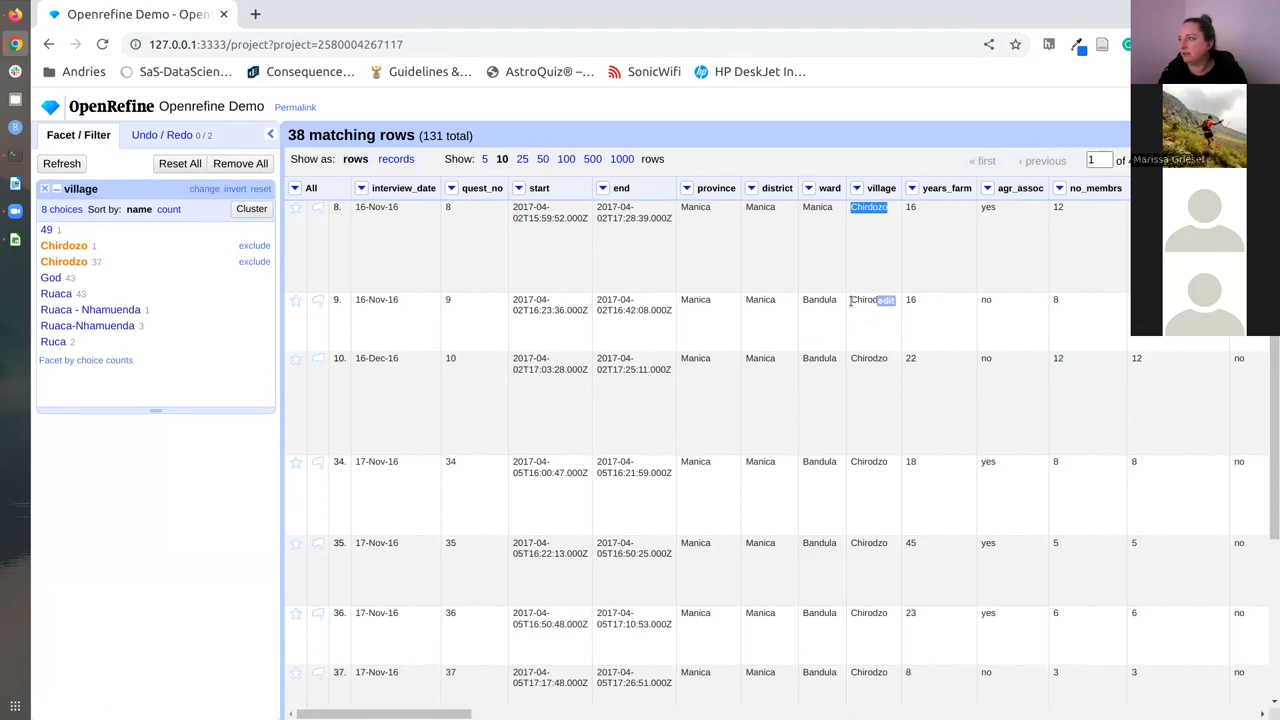 Openrefine Demo - Open
127.0.0.1:3333/project?project=2580004267117
Andries SaS-DataScien... Consequence... Guidelines &... AstroQuiz® –... SonicWifi HP DeskJet In...
OpenRefine Openrefine Demo Permalink
Facet / Filter Undo / Redo 0 / 2
Refresh Reset All Remove All
village change invert reset
8 choices Sort by: name count Cluster
49 1
Chirdozo 1 exclude
Chirodzo 37 exclude
God 43
Ruaca 43
Ruaca - Nhamuenda 1
Ruaca-Nhamuenda 3
Ruca 2
Facet by choice counts
38 matching rows (131 total)
Show as: rows records Show: 5 10 25 50 100 500 1000 rows « first ‹ previous 1 of
All interview_date quest_no start end province district ward village years_farm agr_assoc no_membrs
8. 16-Nov-16 8 2017-04- 2017-04- Manica Manica Manica Chirdozo 16 yes 12
02T15:59:52.000Z 02T17:28:39.000Z
9. 16-Nov-16 9 2017-04- 2017-04- Manica Manica Bandula Chirod edit 16 no 8
02T16:23:36.000Z 02T16:42:08.000Z
10. 16-Dec-16 10 2017-04- 2017-04- Manica Manica Bandula Chirodzo 22 no 12 12 no
02T17:03:28.000Z 02T17:25:11.000Z
34. 17-Nov-16 34 2017-04- 2017-04- Manica Manica Bandula Chirodzo 18 yes 8 8 no
05T16:00:47.000Z 05T16:21:59.000Z
35. 17-Nov-16 35 2017-04- 2017-04- Manica Manica Bandula Chirodzo 45 yes 5 5 no
05T16:22:13.000Z 05T16:50:25.000Z
36. 17-Nov-16 36 2017-04- 2017-04- Manica Manica Bandula Chirodzo 23 yes 6 6 no
05T16:50:48.000Z 05T17:10:53.000Z
37. 17-Nov-16 37 2017-04- 2017-04- Manica Manica Bandula Chirodzo 8 no 3 3 no
05T17:17:48.000Z 05T17:26:51.000Z
Marissa Griesel